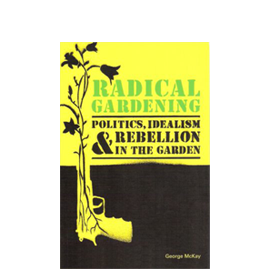 RADICAL
GARDENING
POLITICS, IDEALISM
& REBELLION
IN THE GARDEN
George McKay